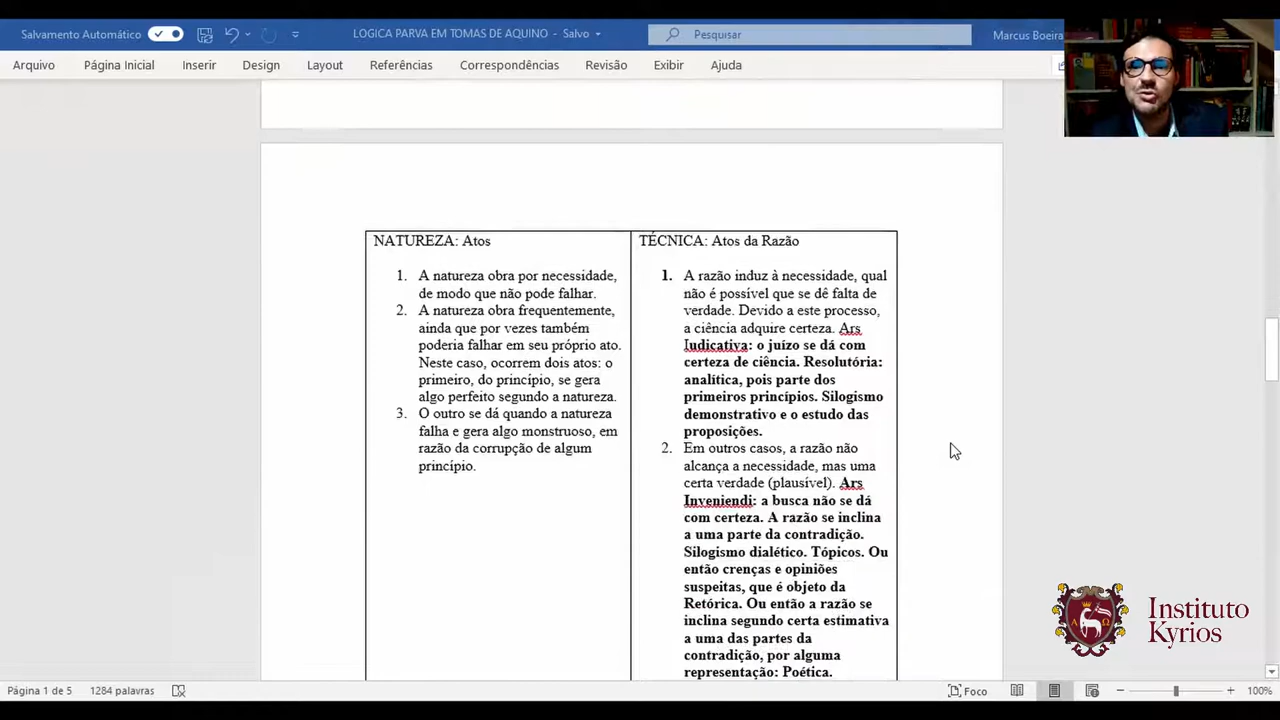 Salvamento Automático
LOGICA PARVA EM TOMAS DE AQUINO - Salvo
Pesquisar
Marcus Boeira
Arquivo Página Inicial Inserir Design Layout Referências Correspondências Revisão Exibir Ajuda
NATUREZA: Atos
1. A natureza obra por necessidade,
de modo que não pode falhar.
2. A natureza obra frequentemente,
ainda que por vezes também
poderia falhar em seu próprio ato.
Neste caso, ocorrem dois atos: o
primeiro, do princípio, se gera
algo perfeito segundo a natureza.
3. O outro se dá quando a natureza
falha e gera algo monstruoso, em
razão da corrupção de algum
princípio.
TÉCNICA: Atos da Razão
1. A razão induz à necessidade, qual
não é possível que se dê falta de
verdade. Devido a este processo,
a ciência adquire certeza. Ars
Iudicativa: o juízo se dá com
certeza de ciência. Resolutória:
analítica, pois parte dos
primeiros princípios. Silogismo
demonstrativo e o estudo das
proposições.
2. Em outros casos, a razão não
alcança a necessidade, mas uma
certa verdade (plausível). Ars
Inveniendi: a busca não se dá
com certeza. A razão se inclina
a uma parte da contradição.
Silogismo dialético. Tópicos. Ou
então crenças e opiniões
suspeitas, que é objeto da
Retórica. Ou então a razão se
inclina segundo certa estimativa
a uma das partes da
contradição, por alguma
representação: Poética.
Α Ω
Instituto
Kyrios
Página 1 de 5 1284 palavras
Foco
100%